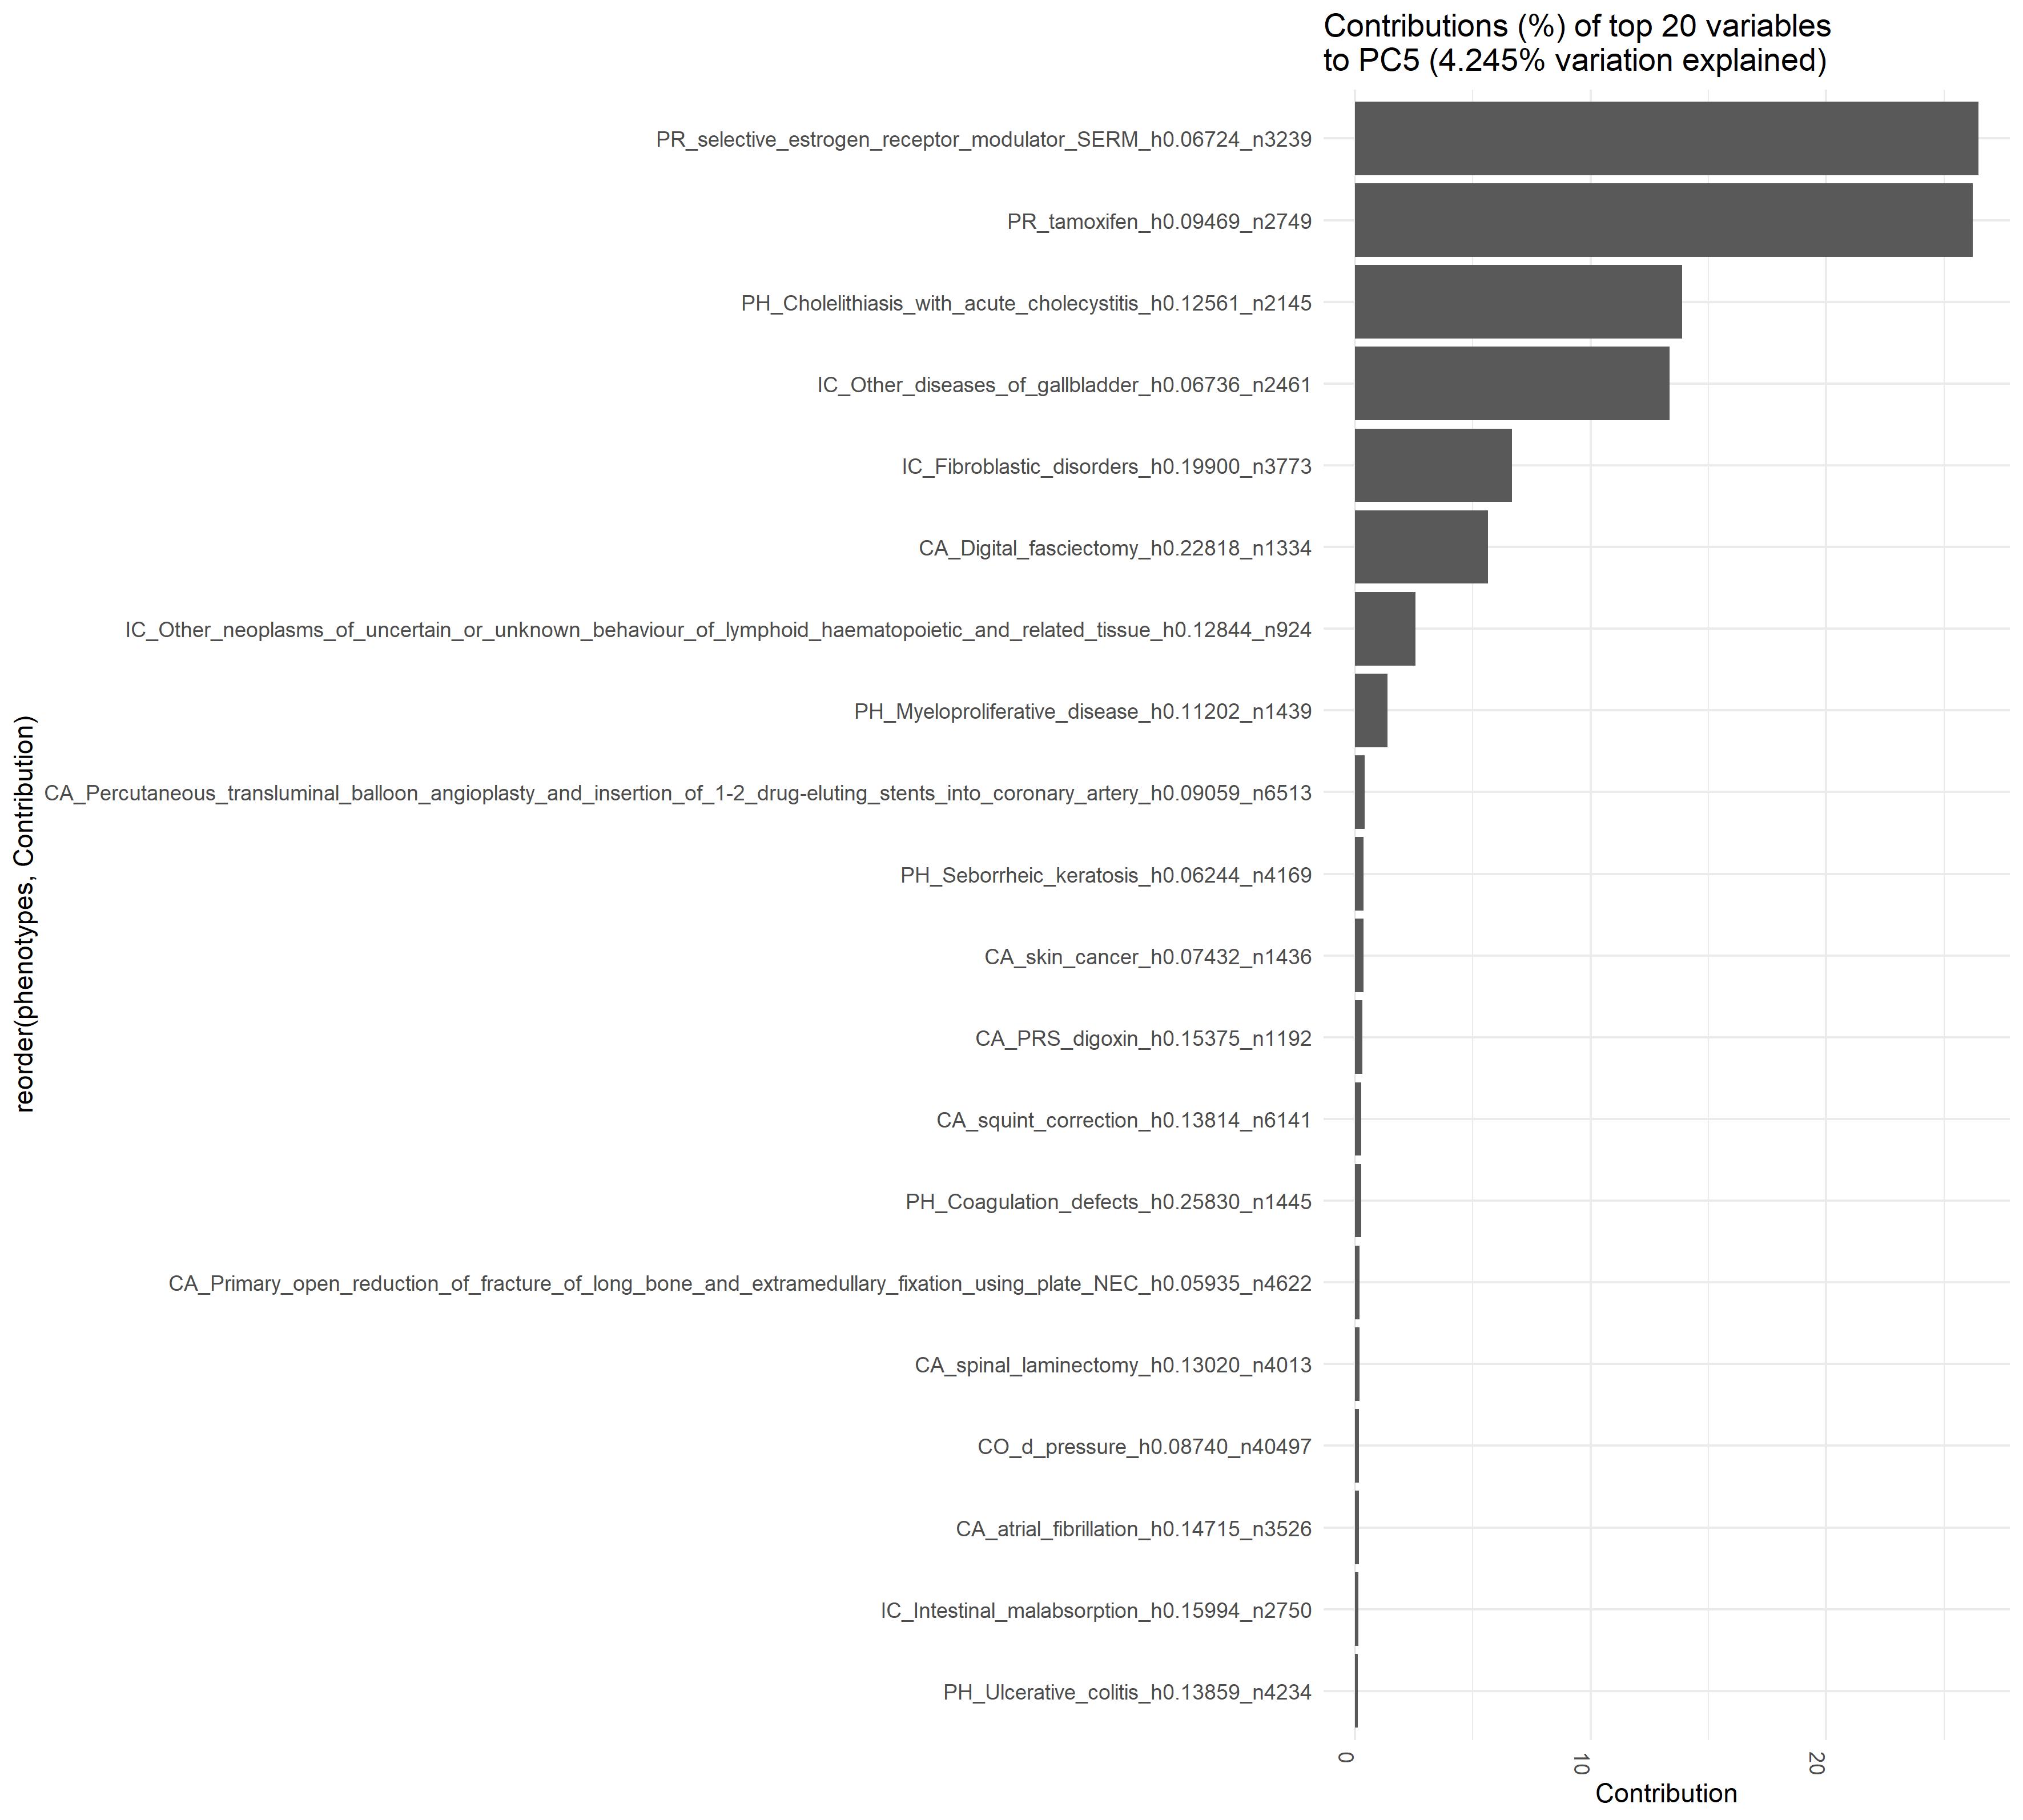 Contributions (%) of top 20 variables
to PC5 (4.245% variation explained)
PR_selective_estrogen_receptor_modulator_SERM_h0.06724_n3239
PR_tamoxifen_h0.09469_n2749
PH_Cholelithiasis_with_acute_cholecystitis_h0.12561_n2145
IC_Other_diseases_of_gallbladder_h0.06736_n2461
IC_Fibroblastic_disorders_h0.19900_n3773
CA_Digital_fasciectomy_h0.22818_n1334
IC_Other_neoplasms_of_uncertain_or_unknown_behaviour_of_lymphoid_haematopoietic_and_related_tissue_h0.12844_n924
PH_Myeloproliferative_disease_h0.11202_n1439
CA_Percutaneous_transluminal_balloon_angioplasty_and_insertion_of_1-2_drug-eluting_stents_into_coronary_artery_h0.09059_n6513
PH_Seborrheic_keratosis_h0.06244_n4169
CA_skin_cancer_h0.07432_n1436
CA_PRS_digoxin_h0.15375_n1192
CA_squint_correction_h0.13814_n6141
PH_Coagulation_defects_h0.25830_n1445
CA_Primary_open_reduction_of_fracture_of_long_bone_and_extramedullary_fixation_using_plate_NEC_h0.05935_n4622
CA_spinal_laminectomy_h0.13020_n4013
CO_d_pressure_h0.08740_n40497
CA_atrial_fibrillation_h0.14715_n3526
IC_Intestinal_malabsorption_h0.15994_n2750
PH_Ulcerative_colitis_h0.13859_n4234
reorder(phenotypes, Contribution)
0
10
20
Contribution